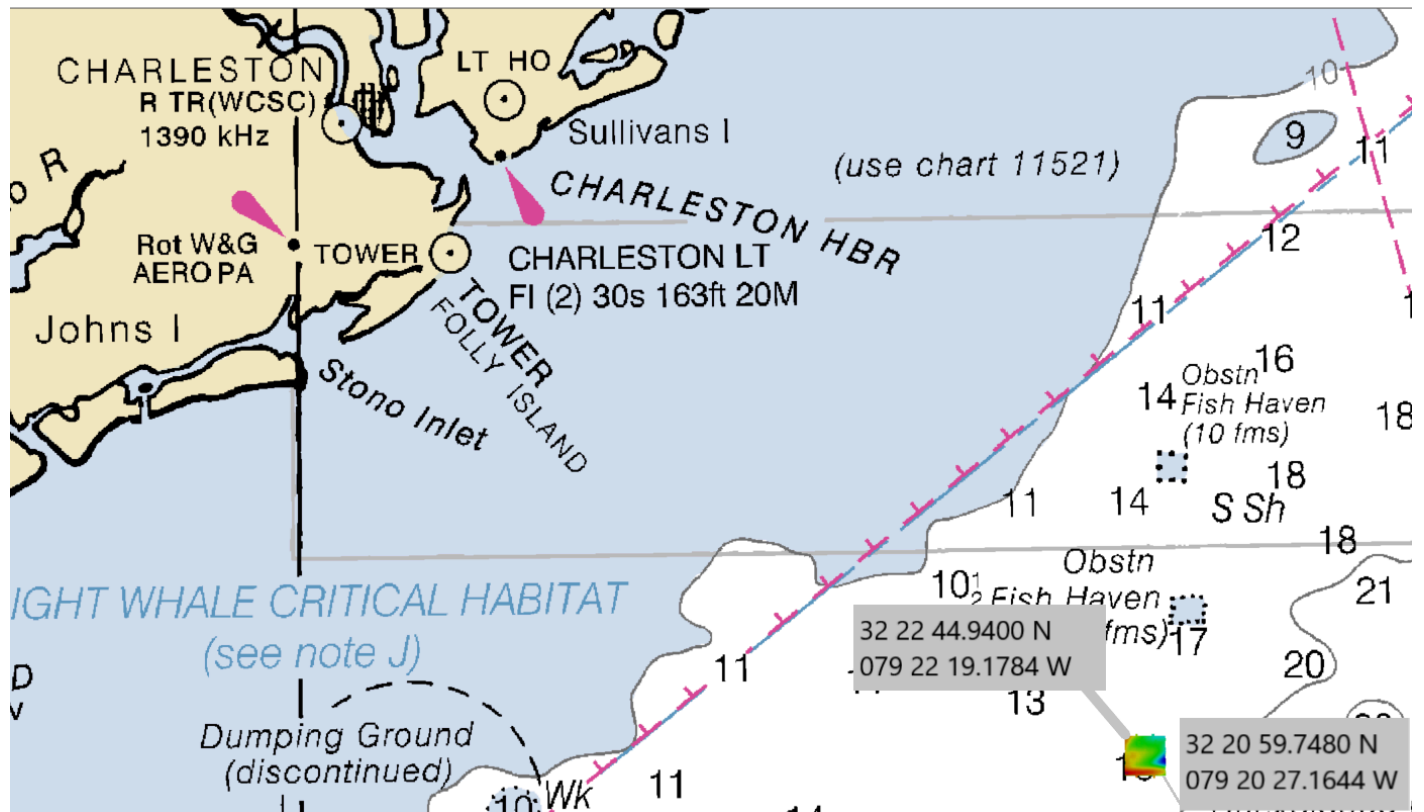 CHARLESTON
R TR(WCSC)
1390 kHz
LT HO
Sullivans I
(use chart 11521)
10
9
11
CHARLESTON HBR
12
o R
Rot W&G
AERO PA
TOWER
CHARLESTON LT
Fl (2) 30s 163ft 20M
TOWER
FOLLY ISLAND
Johns I
Stono Inlet
11
16
14
Obstn
Fish Haven
(10 fms)
18
18
11
14
S Sh
18
IGHT WHALE CRITICAL HABITAT
(see note J)
10 1/2
Obstn
Fish Haven
fms)
17
21
20
32 22 44.9400 N
079 22 19.1784 W
11
13
D
Dumping Ground
(discontinued)
32 20 59.7480 N
079 20 27.1644 W
10
Wk
11